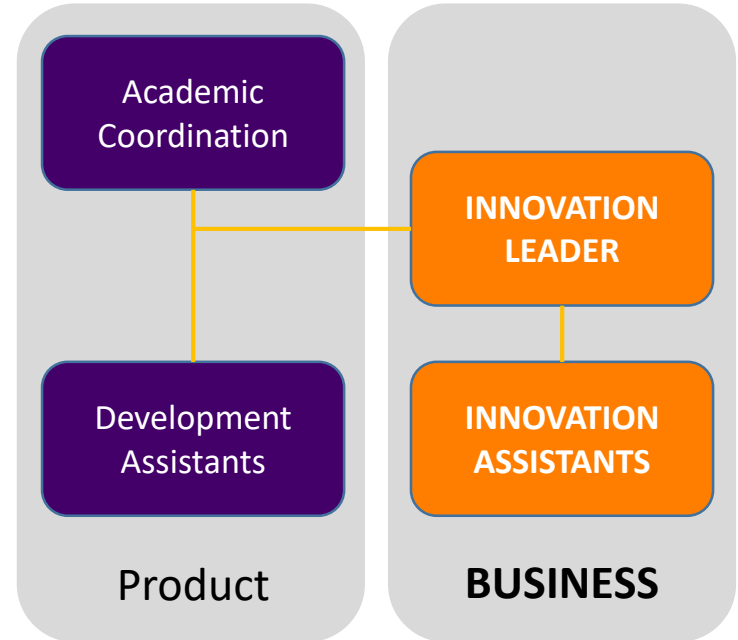 Academic
Coordination
INNOVATION
LEADER
Development
Assistants
INNOVATION
ASSISTANTS
Product
BUSINESS